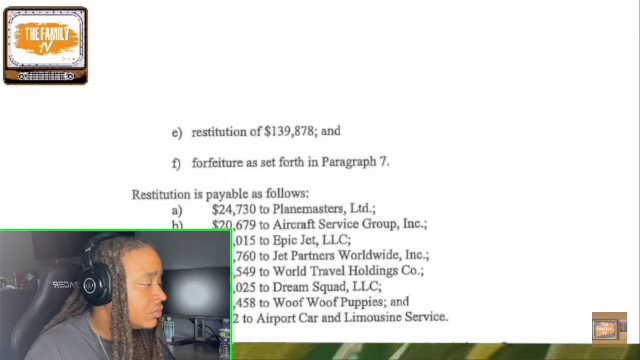 THE FAMILY
TV
e) restitution of $139,878; and
f) forfeiture as set forth in Paragraph 7.
Restitution is payable as follows:
a) $24,730 to Planemasters, Ltd.;
b) $20,679 to Aircraft Service Group, Inc.;
,015 to Epic Jet, LLC;
,760 to Jet Partners Worldwide, Inc.;
,549 to World Travel Holdings Co.;
,025 to Dream Squad, LLC;
,458 to Woof Woof Puppies; and
2 to Airport Car and Limousine Service.
PREDATOR
THE FAMILY